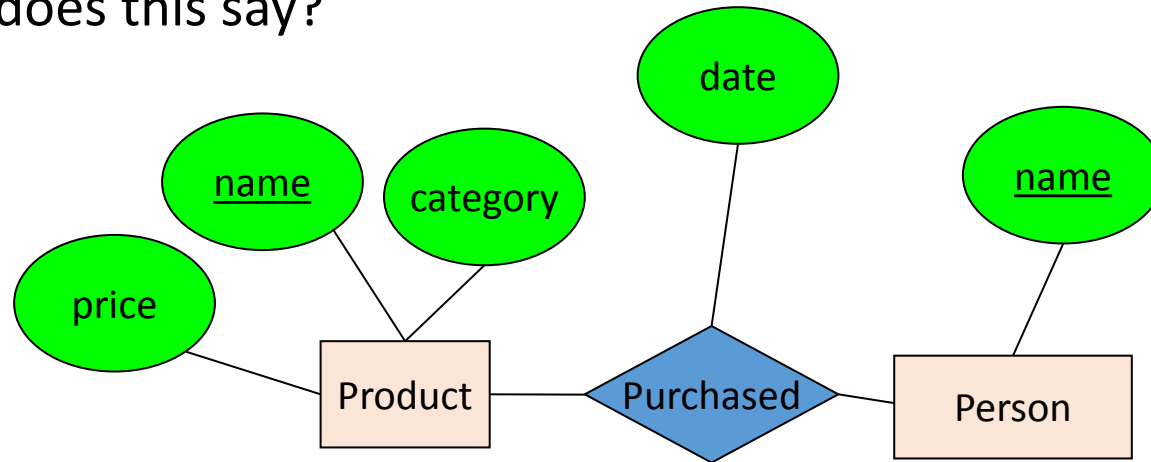 does this say?
date
name
name
category
price
Product
Purchased
Person